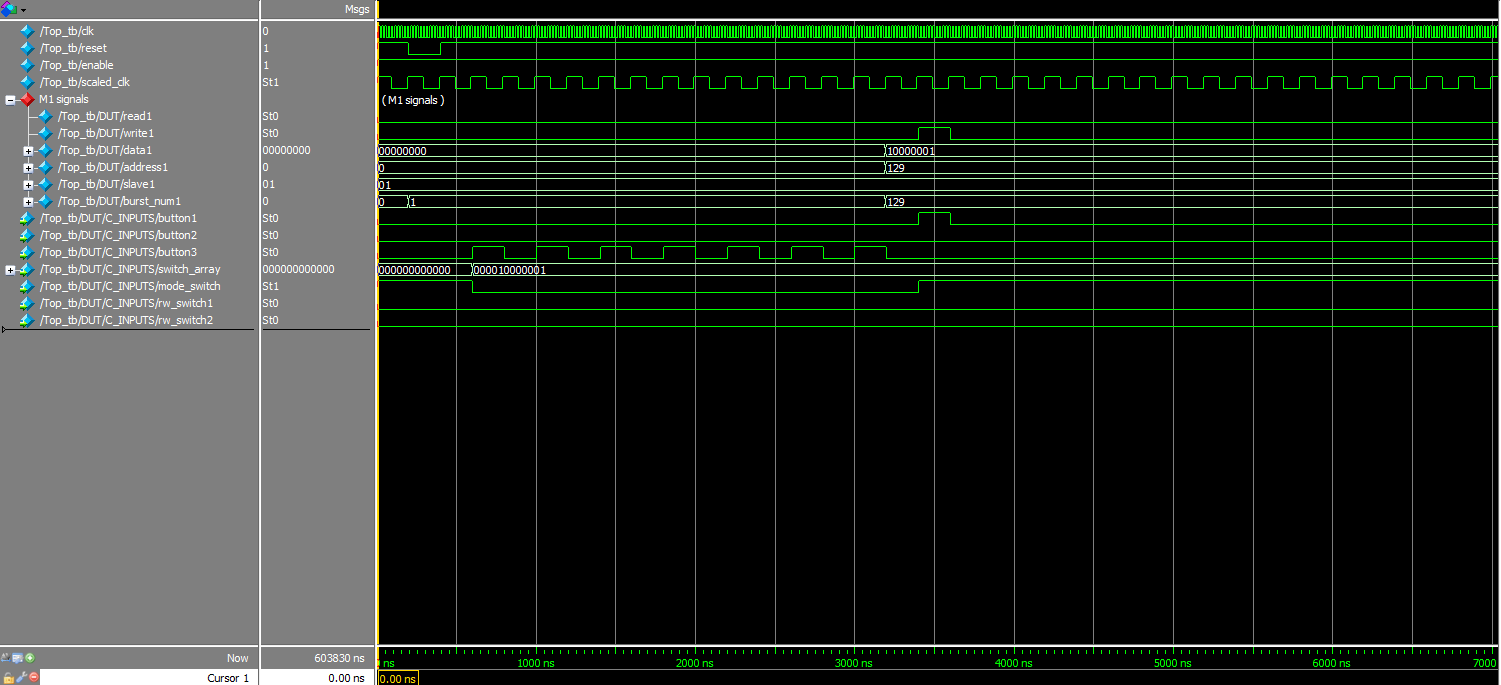 Msgs
/Top_tb/clk 0
/Top_tb/reset 1
/Top_tb/enable 1
/Top_tb/scaled_clk St1
M1 signals ( M1 signals )
/Top_tb/DUT/read1 St0
/Top_tb/DUT/write1 St0
/Top_tb/DUT/data1 00000000 00000000 10000001
/Top_tb/DUT/address1 0 0 129
/Top_tb/DUT/slave1 01 01
/Top_tb/DUT/burst_num1 0 0 1 129
/Top_tb/DUT/C_INPUTS/button1 St0
/Top_tb/DUT/C_INPUTS/button2 St0
/Top_tb/DUT/C_INPUTS/button3 St0
/Top_tb/DUT/C_INPUTS/switch_array 000000000000 000000000000 000010000001
/Top_tb/DUT/C_INPUTS/mode_switch St1
/Top_tb/DUT/C_INPUTS/rw_switch1 St0
/Top_tb/DUT/C_INPUTS/rw_switch2 St0
Now 603830 ns ns 1000 ns 2000 ns 3000 ns 4000 ns 5000 ns 6000 ns 7000
Cursor 1 0.00 ns 0.00 ns